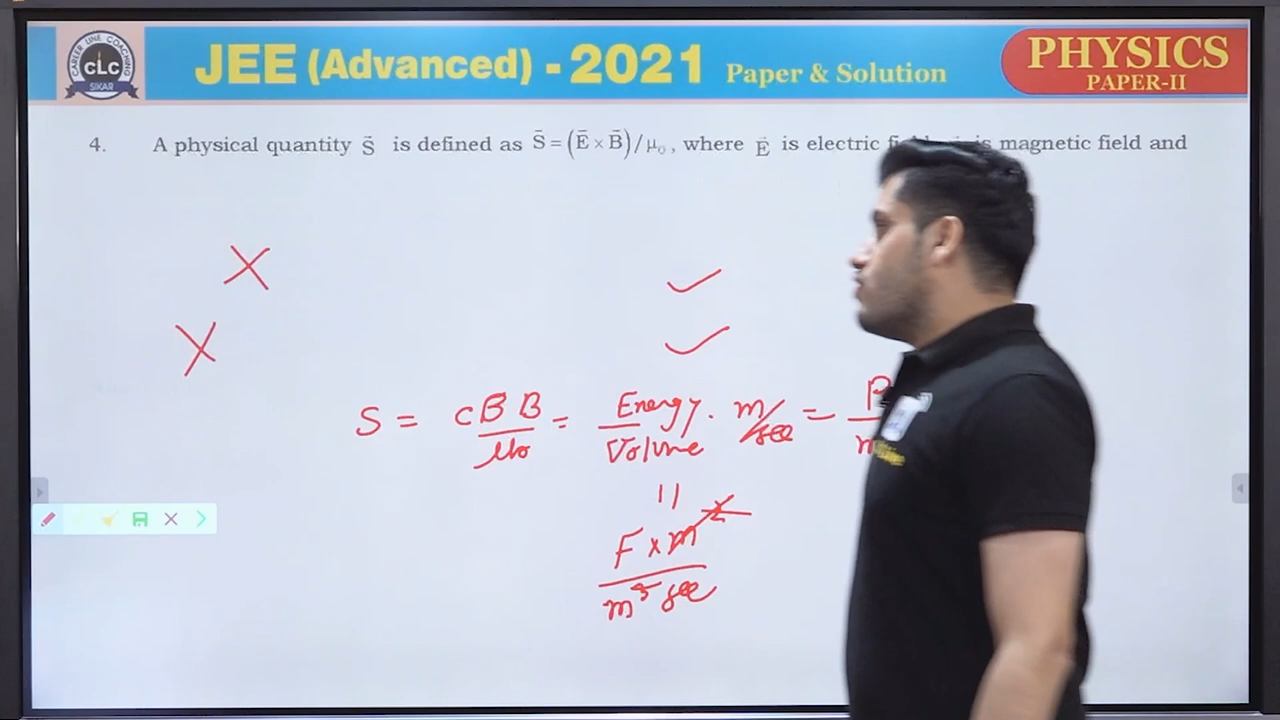 CAREER LINE COACHING
CLC
SIKAR
JEE (Advanced) - 2021 Paper & Solution
PHYSICS
PAPER-II
4. A physical quantity S⃗ is defined as S⃗ = (E⃗ × B⃗)/μ₀, where E⃗ is electric is magnetic field and
S = cBB/μ₀ = Energy/Volume . m/sec =
||
F × m²
m³ sec